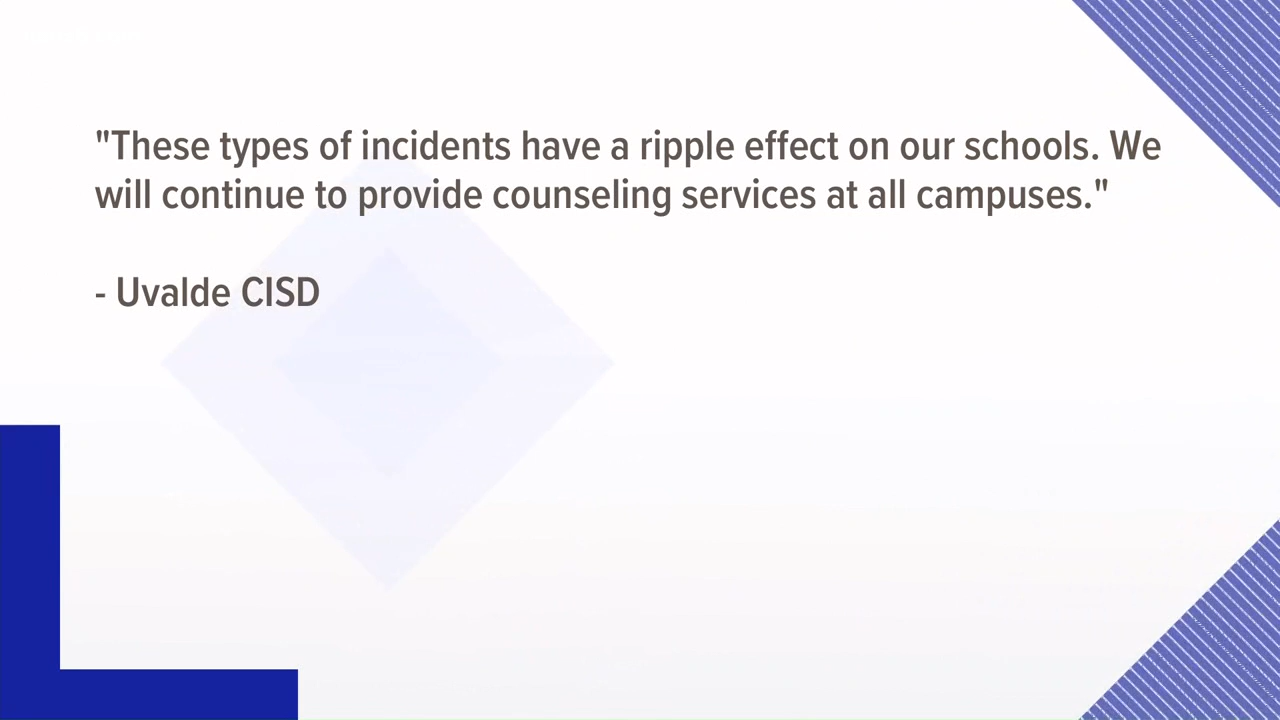 "These types of incidents have a ripple effect on our schools. We
will continue to provide counseling services at all campuses."
- Uvalde CISD